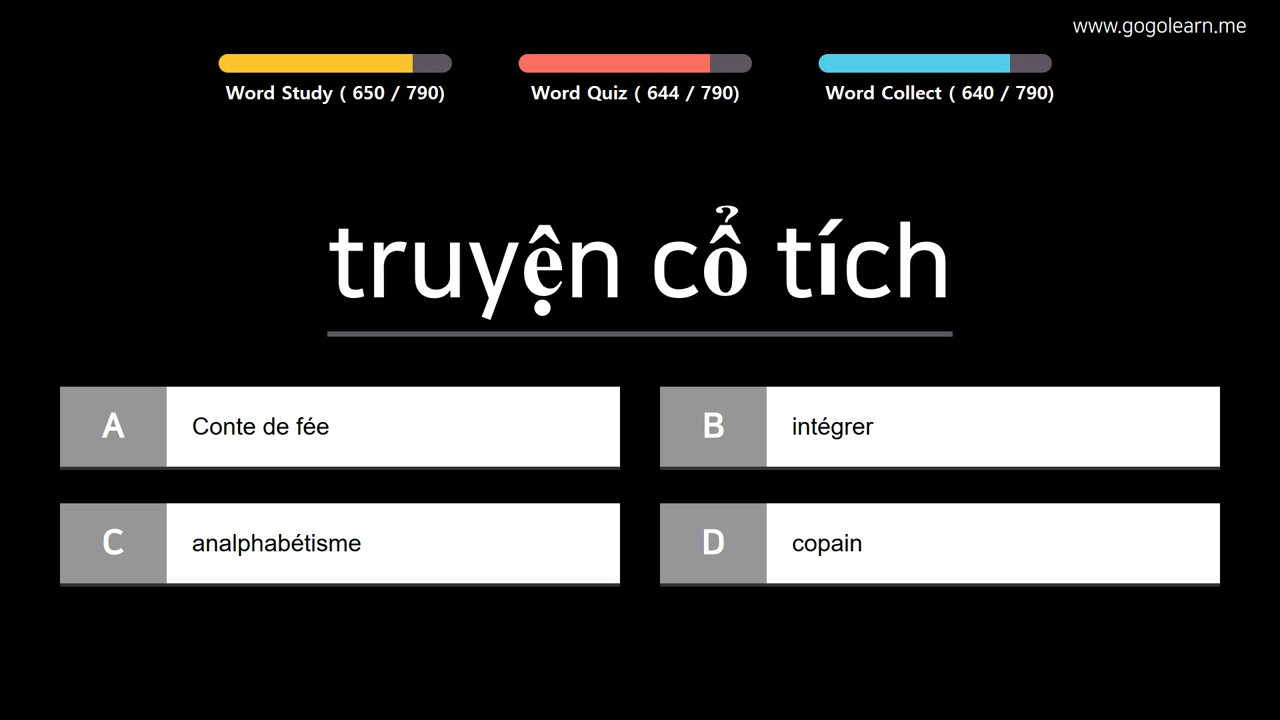 www.gogolearn.me
Word Study ( 650 / 790)
Word Quiz ( 644 / 790)
Word Collect ( 640 / 790)
truyện cổ tích
A Conte de fée
B intégrer
C analphabétisme
D copain